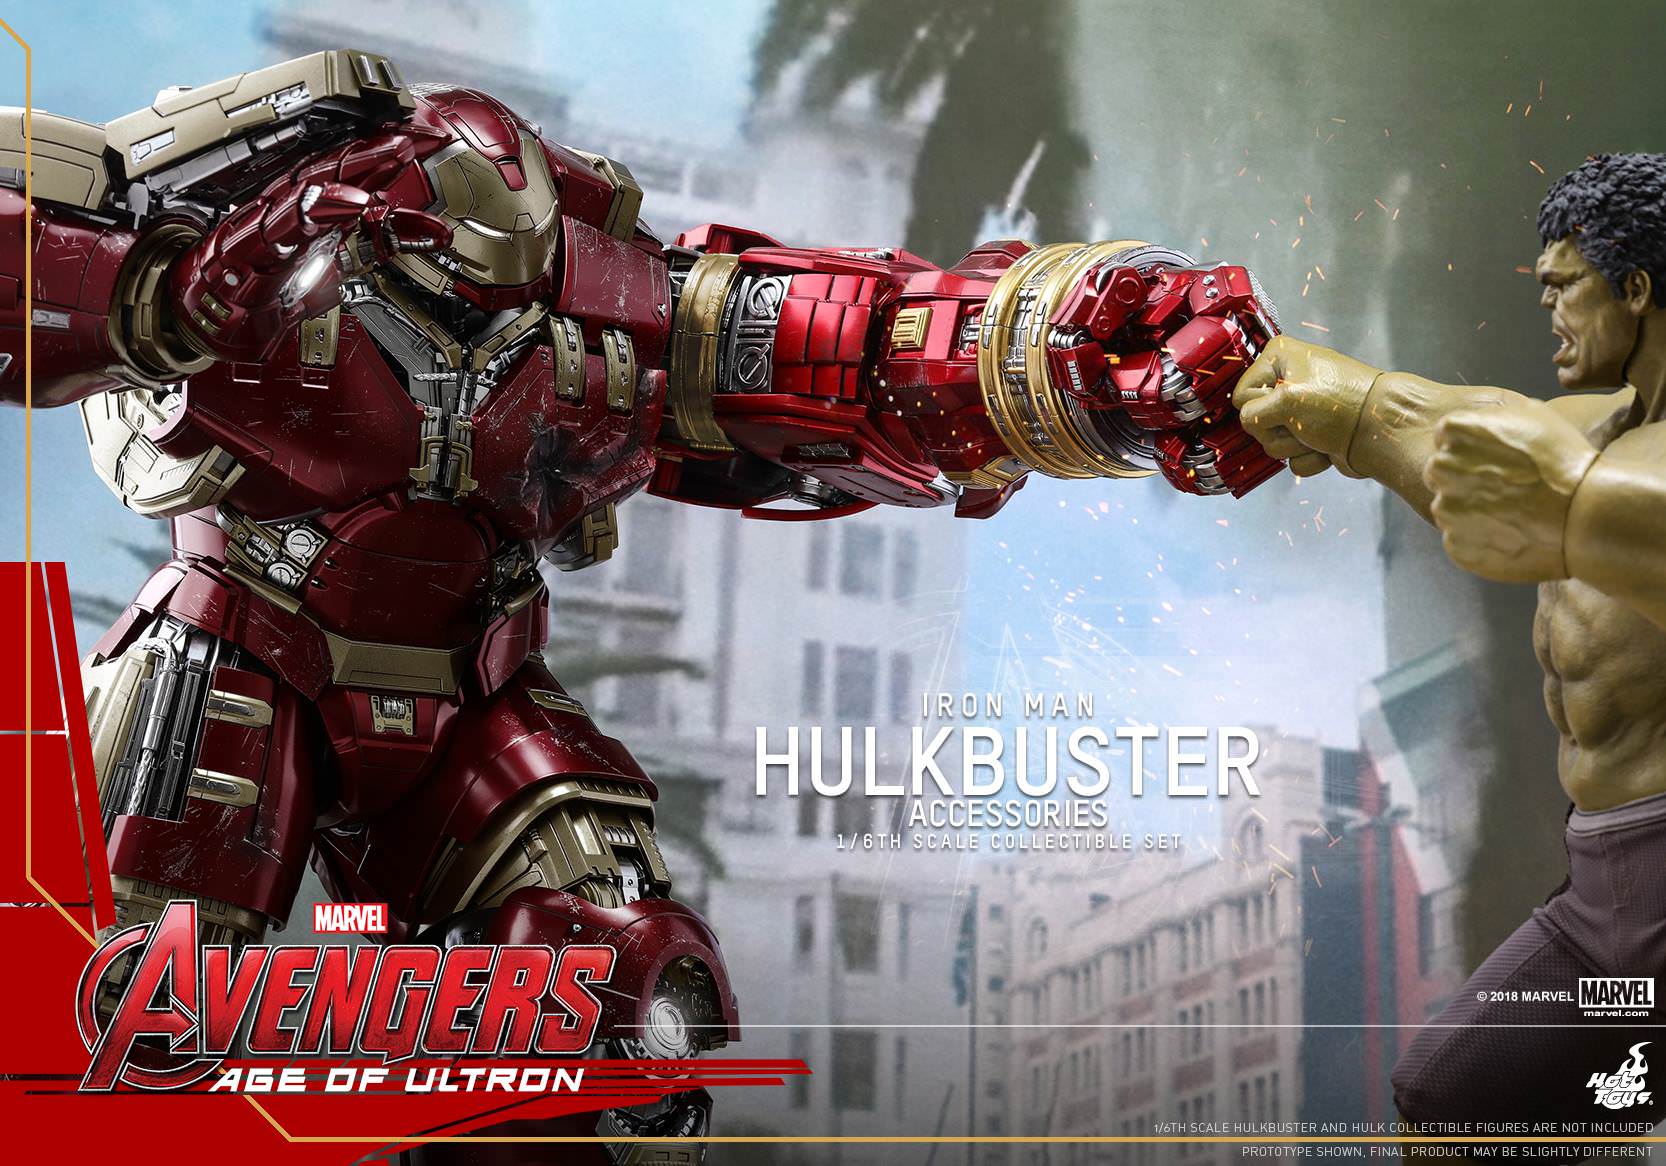 IRON MAN
HULKBUSTER
ACCESSORIES
1/6TH SCALE COLLECTIBLE SET
MARVEL
AVENGERS
AGE OF ULTRON
© 2018 MARVEL MARVEL
marvel.com
Hot
Toys®
1/6TH SCALE HULKBUSTER AND HULK COLLECTIBLE FIGURES ARE NOT INCLUDED
PROTOTYPE SHOWN, FINAL PRODUCT MAY BE SLIGHTLY DIFFERENT